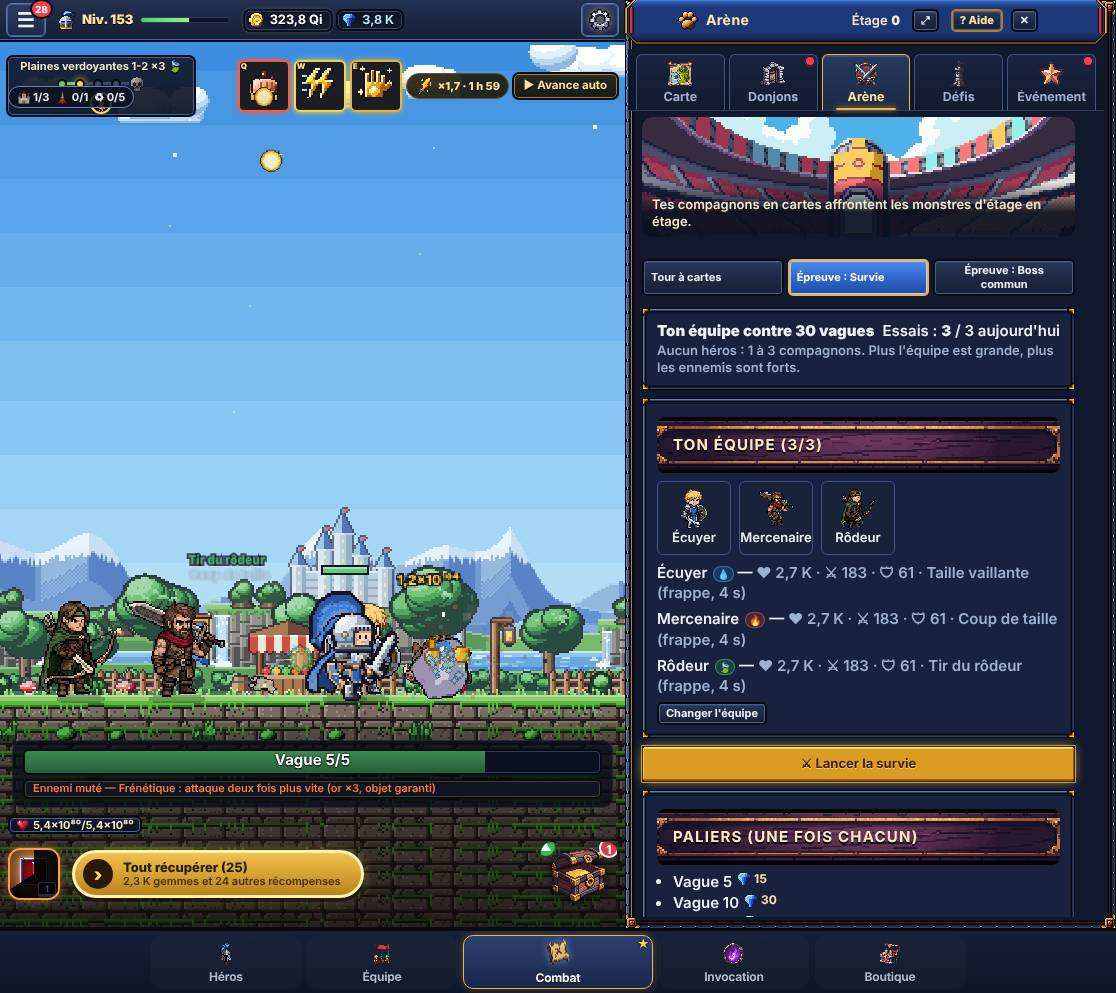 28
Niv. 153
323,8 Qi
3,8 K
Plaines verdoyantes 1-2 ×3
1/3 0/1 0/5
Q
W
E
×1,7 · 1 h 59
▶ Avance auto
Tir du rôdeur
Vague 5/5
Ennemi muté — Frénétique : attaque deux fois plus vite (or ×3, objet garanti)
5,4×10⁸⁰/5,4×10⁸⁰
1
Tout récupérer (25)
2,3 K gemmes et 24 autres récompenses
1
Arène
Étage 0
? Aide
Carte
Donjons
Arène
Défis
Événement
Tes compagnons en cartes affrontent les monstres d'étage en
étage.
Tour à cartes
Épreuve : Survie
Épreuve : Boss
commun
Ton équipe contre 30 vagues Essais : 3 / 3 aujourd'hui
Aucun héros : 1 à 3 compagnons. Plus l'équipe est grande, plus
les ennemis sont forts.
TON ÉQUIPE (3/3)
Écuyer
Mercenaire
Rôdeur
Écuyer — ♥ 2,7 K · ⚔ 183 · 🛡 61 · Taille vaillante
(frappe, 4 s)
Mercenaire — ♥ 2,7 K · ⚔ 183 · 🛡 61 · Coup de taille
(frappe, 4 s)
Rôdeur — ♥ 2,7 K · ⚔ 183 · 🛡 61 · Tir du rôdeur
(frappe, 4 s)
Changer l'équipe
⚔ Lancer la survie
PALIERS (UNE FOIS CHACUN)
• Vague 5 15
• Vague 10 30
Héros
Équipe
Combat
Invocation
Boutique